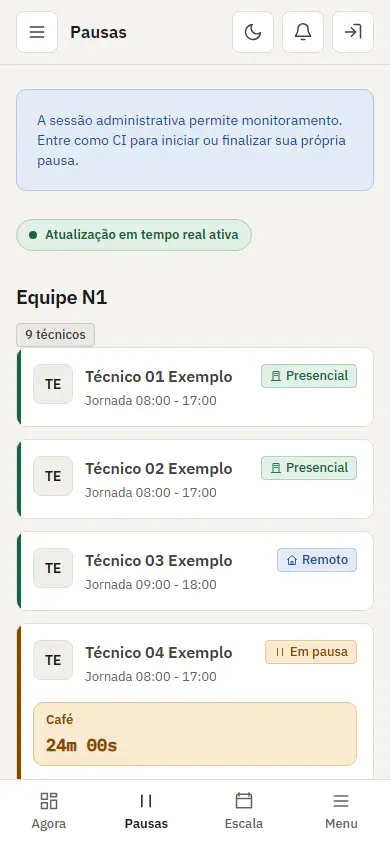 Pausas
A sessão administrativa permite monitoramento.
Entre como CI para iniciar ou finalizar sua própria
pausa.
Atualização em tempo real ativa
Equipe N1
9 técnicos
TE
Técnico 01 Exemplo
Presencial
Jornada 08:00 - 17:00
TE
Técnico 02 Exemplo
Presencial
Jornada 08:00 - 17:00
TE
Técnico 03 Exemplo
Remoto
Jornada 09:00 - 18:00
TE
Técnico 04 Exemplo
Em pausa
Jornada 08:00 - 17:00
Café
24m 00s
Agora
Pausas
Escala
Menu